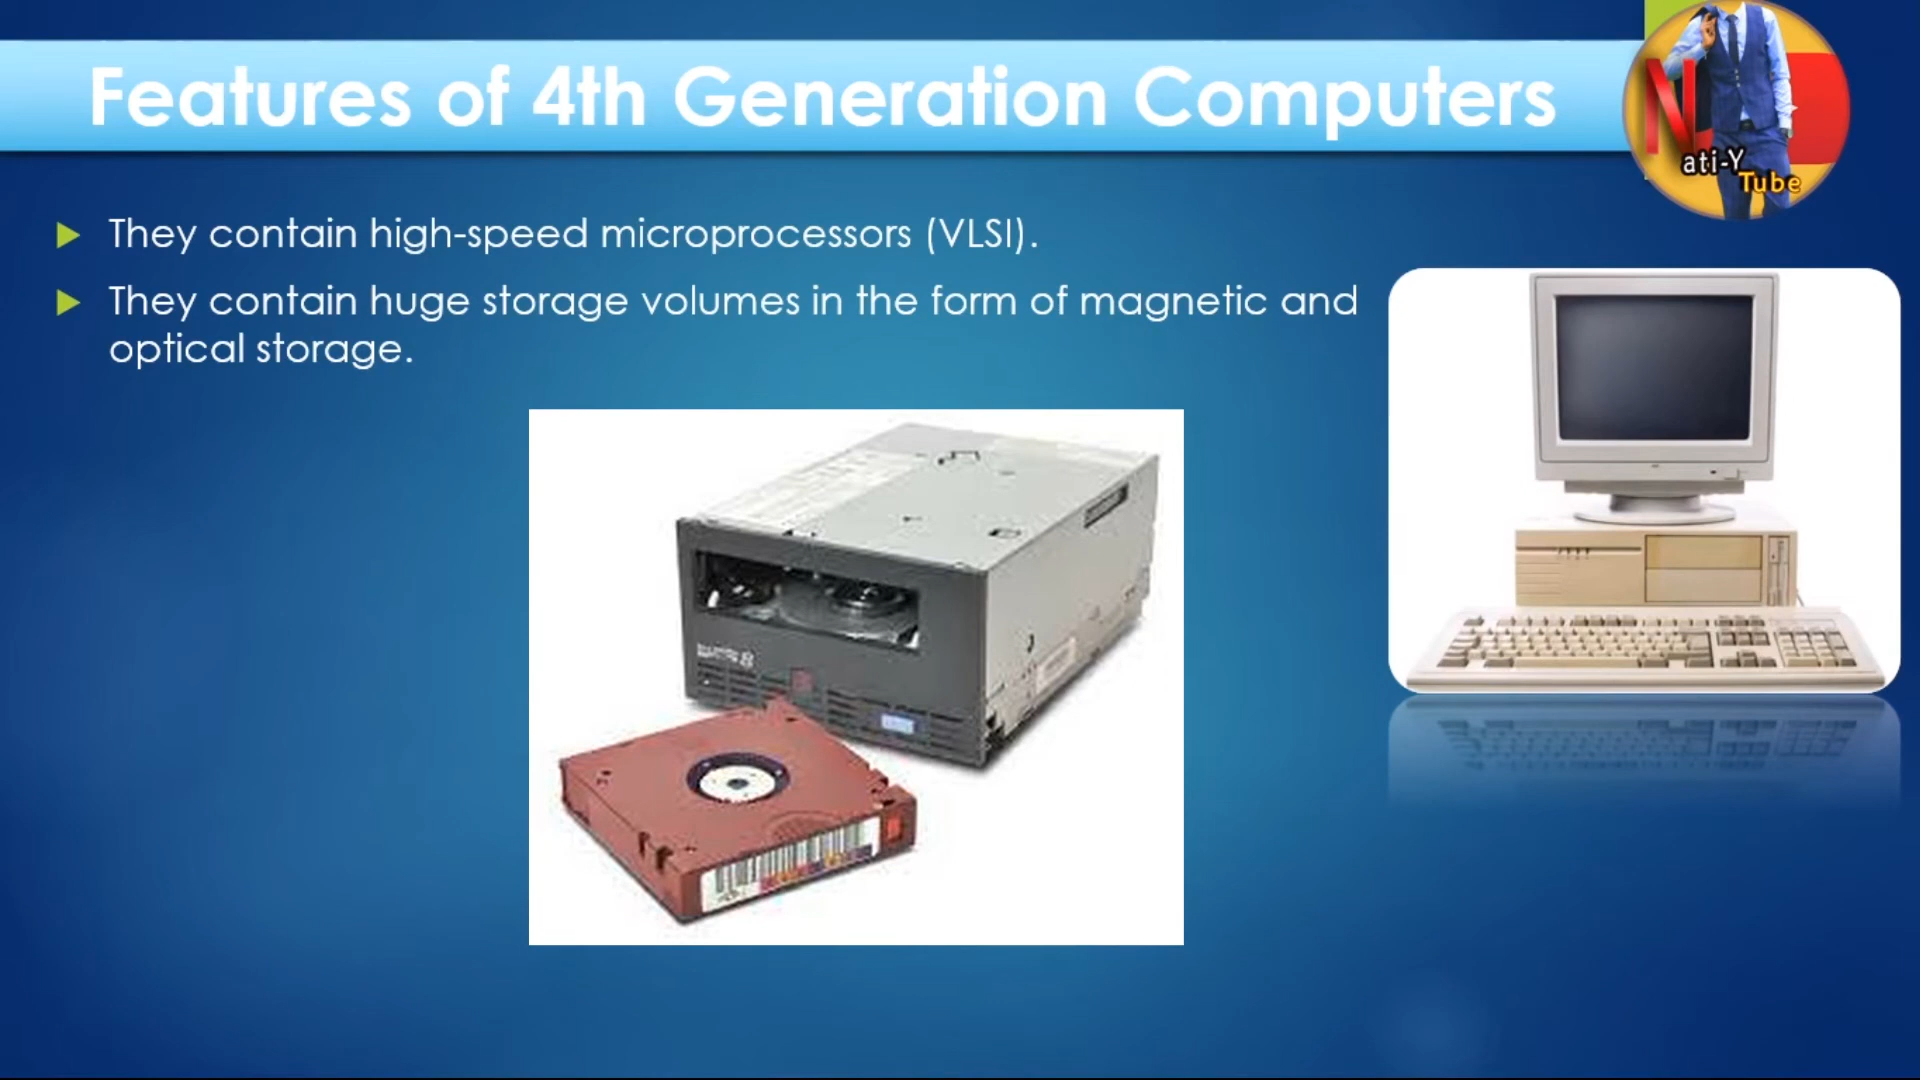 Features of 4th Generation Computers
N
ati-Y
Tube
They contain high-speed microprocessors (VLSI).
They contain huge storage volumes in the form of magnetic and
optical storage.